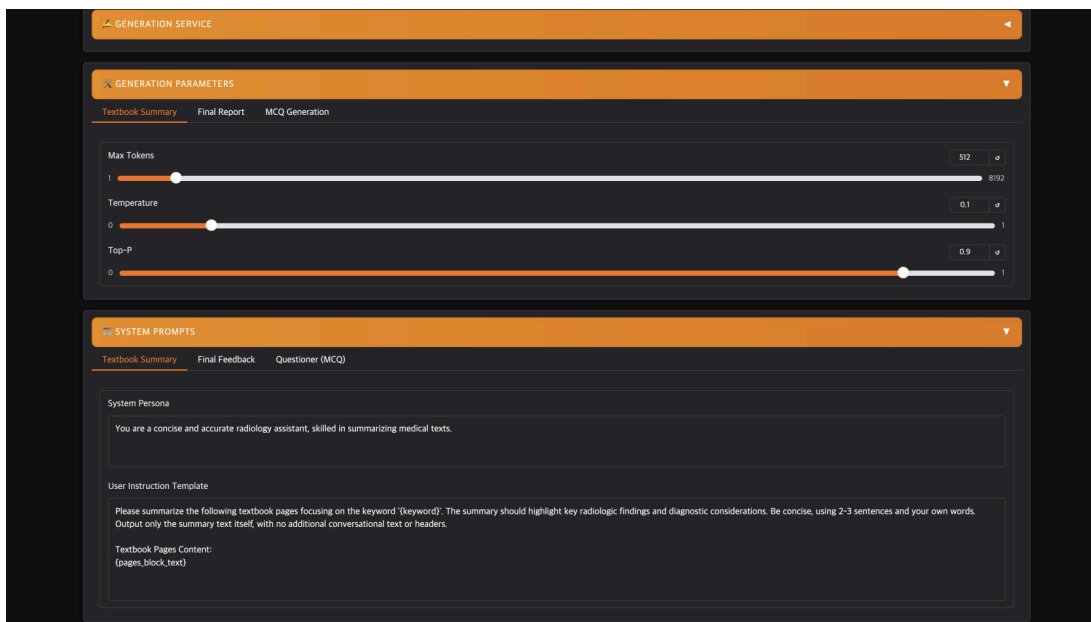 GENERATION SERVICE
GENERATION PARAMETERS
Textbook Summary Final Report MCQ Generation
Max Tokens 512
1 8192
Temperature 0.1
0 1
Top-P 0.9
0 1
SYSTEM PROMPTS
Textbook Summary Final Feedback Questioner (MCQ)
System Persona
You are a concise and accurate radiology assistant, skilled in summarizing medical texts.
User Instruction Template
Please summarize the following textbook pages focusing on the keyword '{keyword}'. The summary should highlight key radiologic findings and diagnostic considerations. Be concise, using 2-3 sentences and your own words.
Output only the summary text itself, with no additional conversational text or headers.
Textbook Pages Content:
{pages_block_text}